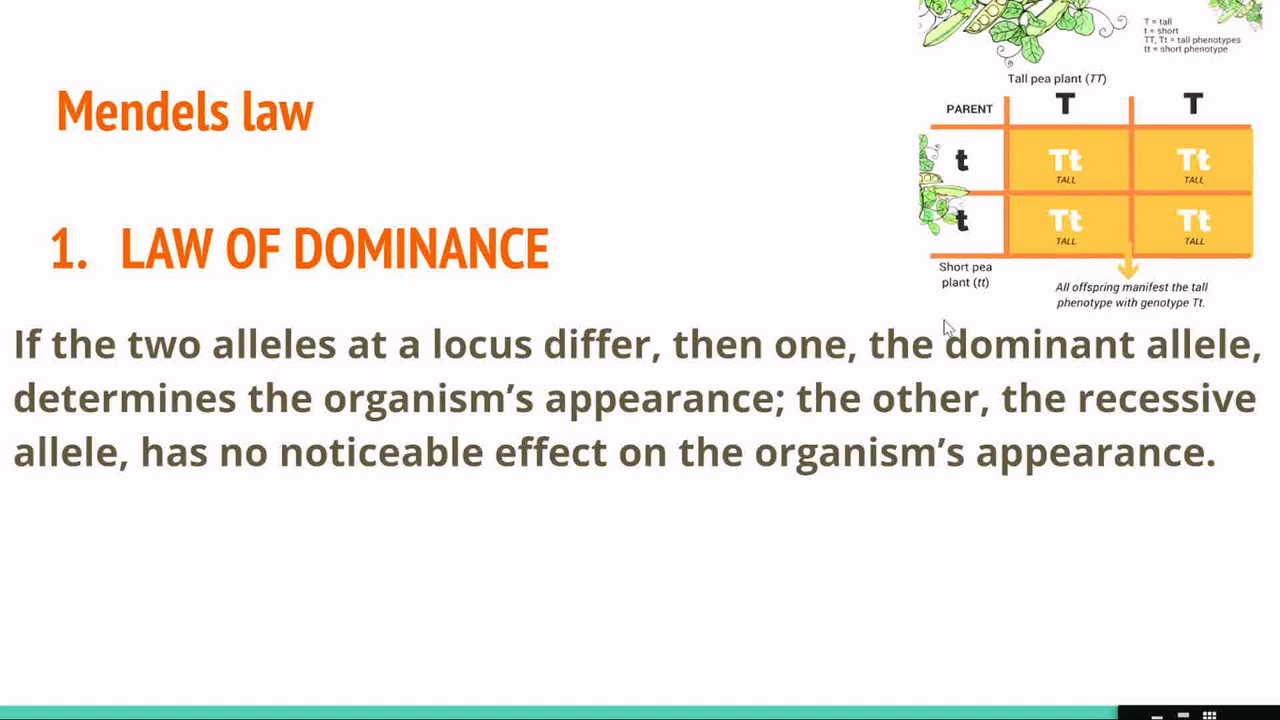 Mendels law
1. LAW OF DOMINANCE
If the two alleles at a locus differ, then one, the dominant allele,
determines the organism’s appearance; the other, the recessive
allele, has no noticeable effect on the organism’s appearance.
T = tall
t = short
TT, Tt = tall phenotypes
tt = short phenotype
Tall pea plant (TT)
PARENT T T
t Tt Tt
TALL TALL
t Tt Tt
TALL TALL
Short pea
plant (tt)
All offspring manifest the tall
phenotype with genotype Tt.